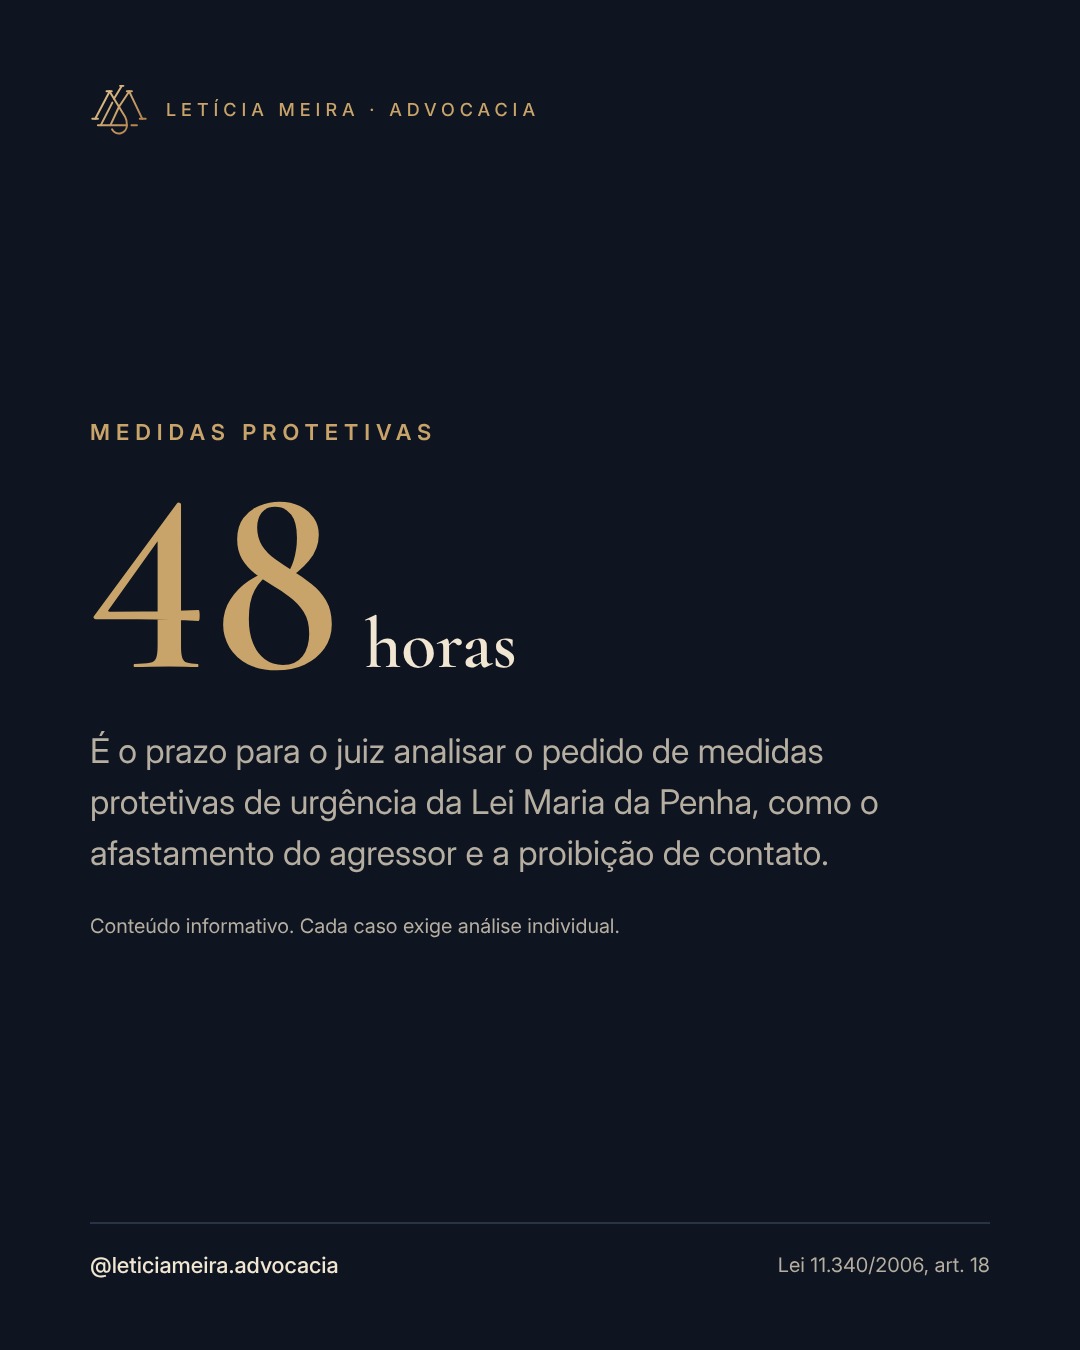 LETÍCIA MEIRA · ADVOCACIA
MEDIDAS PROTETIVAS
48 horas
É o prazo para o juiz analisar o pedido de medidas
protetivas de urgência da Lei Maria da Penha, como o
afastamento do agressor e a proibição de contato.
Conteúdo informativo. Cada caso exige análise individual.
@leticiameira.advocacia
Lei 11.340/2006, art. 18